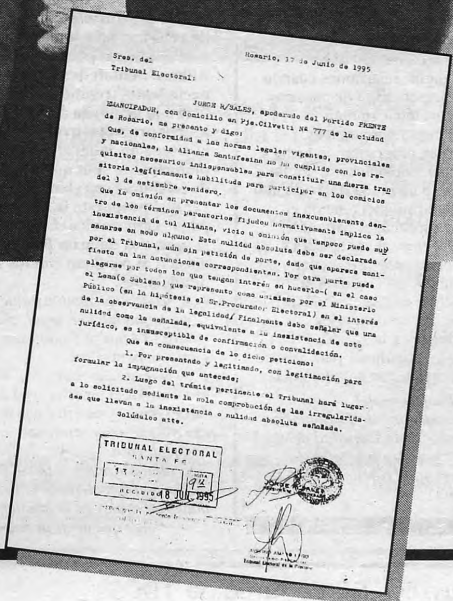 Rosario, 17 de Junio de 1995
Sres. del
Tribunal Electoral:
JORGE R/SALES, apoderado del Partido FRENTE
EMANCIPADOR, con domicilio en Pje.Cilvetti Nº 777 de la ciudad
de Rosario, me presento y digo:
Que, de conformidad a las normas legales vigentes, provinciales
y nacionales, la Alianza Santafesina no ha cumplido con los re-
quisitos necesarios indispensables para constituir una fuerza tran
sitoria legítimamente habilitada para participar en los comicios
del 3 de setiembre venidero.
Que la omisión en presentar los documentos inexcusablemente den-
tro de los términos perentorios fijados normativamente implica la
inexistencia de tal Alianza, vicio u omisión que tampoco puede
sanarse en modo alguno. Esta nulidad absoluta debe ser declarada
por el Tribunal, aún sin petición de parte, dado que aparece mani-
fiesto en las actuaciones correspondientes. Por otra parte puede
alegarse por todos los que tengan interés en hacerlo-( en el caso
el Lema(o Sublema) que represento como asimismo por el Ministerio
Público (en la hipótesis el Sr.Procurador Electoral) en el interés
de la observancia de la legalidad/ Finalmente debo señalar que una
nulidad como la señalada, equivalente a la inexistencia de acto
jurídico, es insusceptible de confirmación o convalidación.
Que en consecuencia de lo dicho peticiono:
1. Por presentado y legitimado, con legitimación para
formular la impugnación que antecede;
2. Luego del trámite pertinente el Tribunal hará lugar
a lo solicitado mediante la sola comprobación de las irregularida-
des que llevan a la inexistencia o nulidad absoluta señalada.
Salúdales atte.
TRIBUNAL ELECTORAL
SANTA FE
RECIBIDO 18 JUN. 1995
JORGE R. SALES